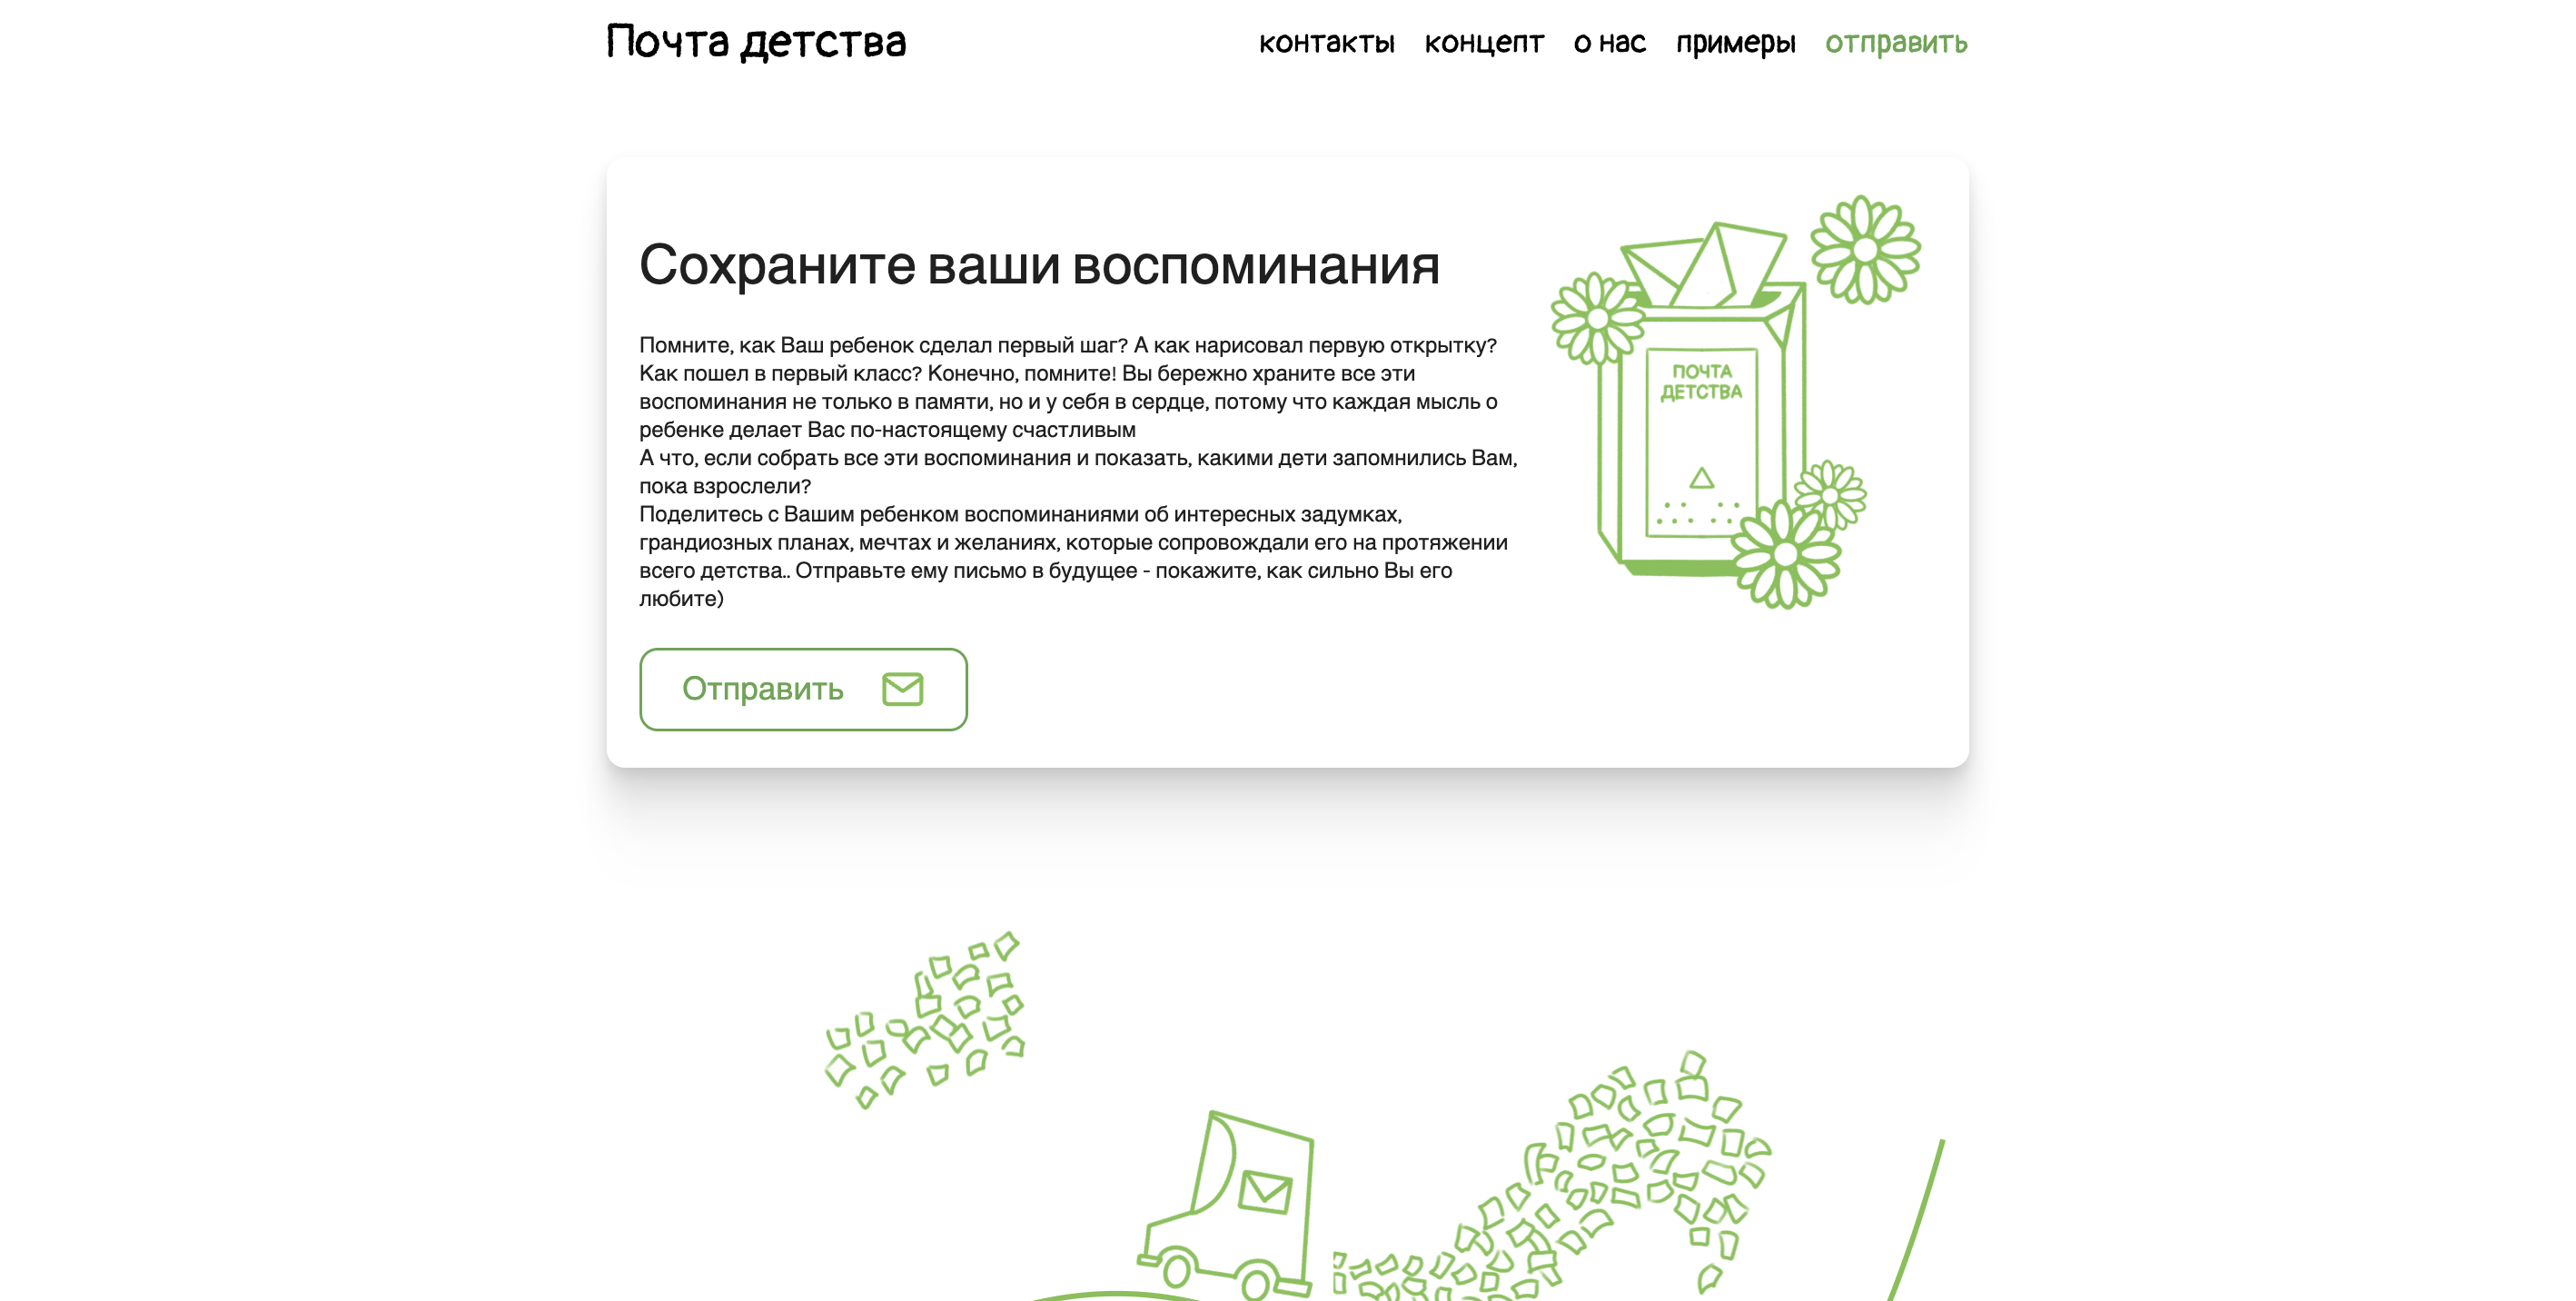 Почта детства
контакты концепт о нас примеры отправить
Сохраните ваши воспоминания
Помните, как Ваш ребенок сделал первый шаг? А как нарисовал первую открытку?
Как пошел в первый класс? Конечно, помните! Вы бережно храните все эти
воспоминания не только в памяти, но и у себя в сердце, потому что каждая мысль о
ребенке делает Вас по-настоящему счастливым
А что, если собрать все эти воспоминания и показать, какими дети запомнились Вам,
пока взрослели?
Поделитесь с Вашим ребенком воспоминаниями об интересных задумках,
грандиозных планах, мечтах и желаниях, которые сопровождали его на протяжении
всего детства.. Отправьте ему письмо в будущее - покажите, как сильно Вы его
любите)
Отправить
ПОЧТА
ДЕТСТВА